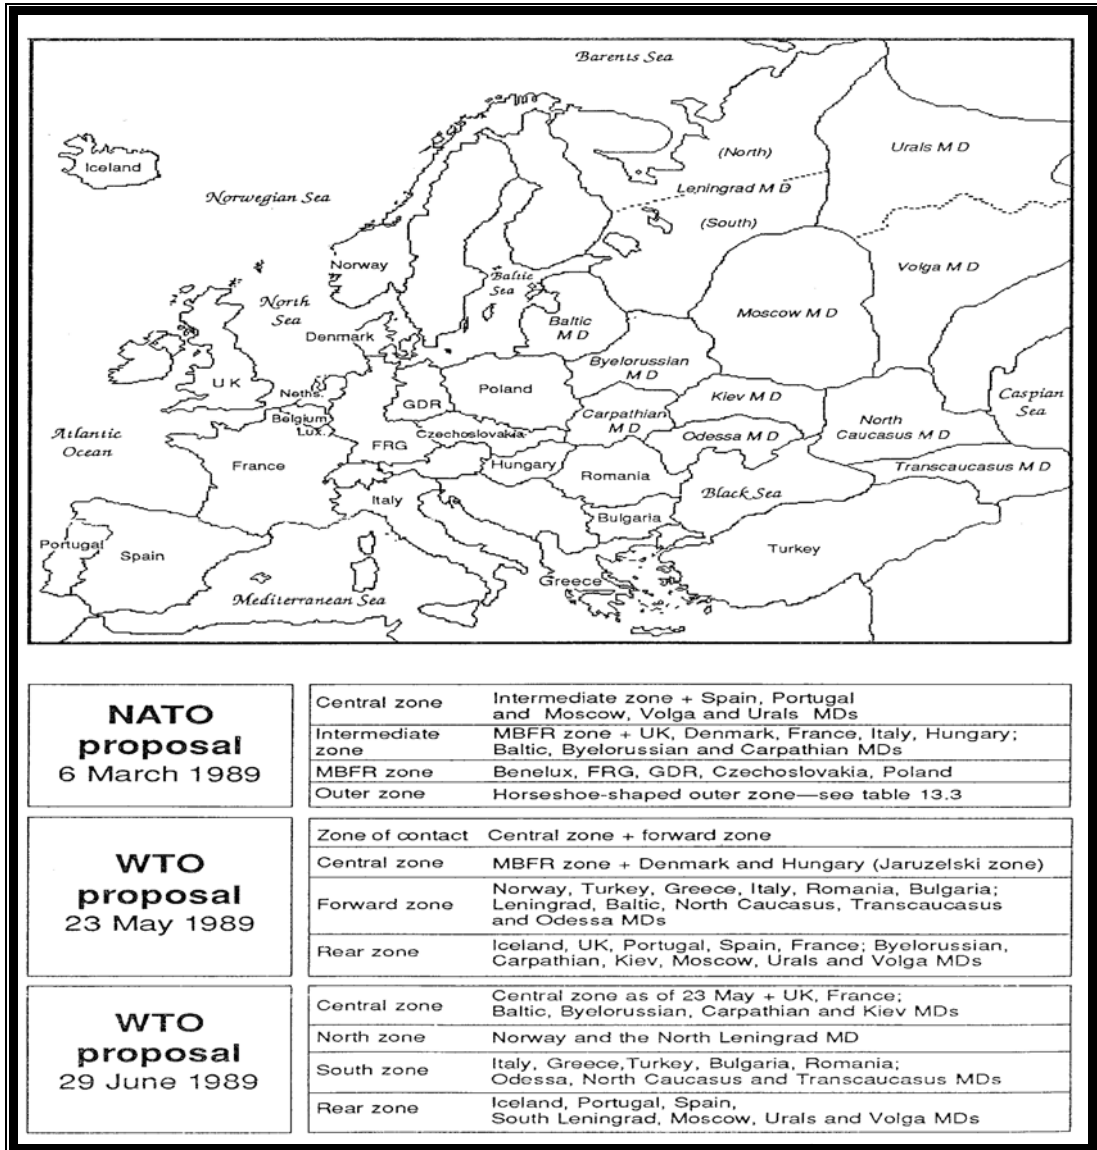 Barents Sea
Iceland
(North)
Urals M D
Leningrad M D
Norwegian Sea
(South)
Norway
Baltic
Sea
Volga M D
North
Sea
Moscow M D
Denmark
Baltic
M D
Byelorussian
M D
U K
Neths.
Poland
GDR
Kiev M D
Caspian
Sea
Belgium
Lux.
Carpathian
M D
North
Caucasus M D
Atlantic
Ocean
Czechoslovakia
Odessa M D
FRG
France
Hungary
Romania
Transcaucasus M D
Italy
Black Sea
Bulgaria
Portugal
Spain
Turkey
Greece
Mediterranean Sea
NATO
proposal
6 March 1989
Central zone Intermediate zone + Spain, Portugal
and Moscow, Volga and Urals MDs
Intermediate MBFR zone + UK, Denmark, France, Italy, Hungary;
zone Baltic, Byelorussian and Carpathian MDs
MBFR zone Benelux, FRG, GDR, Czechoslovakia, Poland
Outer zone Horseshoe-shaped outer zone—see table 13.3
WTO
proposal
23 May 1989
Zone of contact Central zone + forward zone
Central zone MBFR zone + Denmark and Hungary (Jaruzelski zone)
Forward zone Norway, Turkey, Greece, Italy, Romania, Bulgaria;
Leningrad, Baltic, North Caucasus, Transcaucasus
and Odessa MDs
Rear zone Iceland, UK, Portugal, Spain, France; Byelorussian,
Carpathian, Kiev, Moscow, Urals and Volga MDs
WTO
proposal
29 June 1989
Central zone Central zone as of 23 May + UK, France;
Baltic, Byelorussian, Carpathian and Kiev MDs
North zone Norway and the North Leningrad MD
South zone Italy, Greece,Turkey, Bulgaria, Romania;
Odessa, North Caucasus and Transcaucasus MDs
Rear zone Iceland, Portugal, Spain,
South Leningrad, Moscow, Urals and Volga MDs